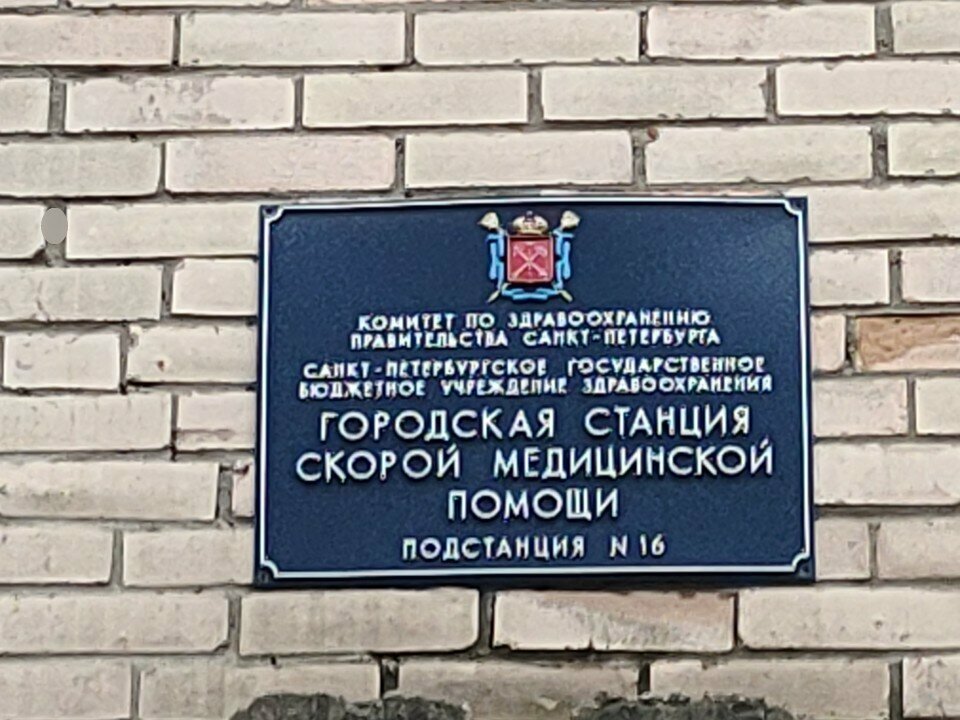 КОМИТЕТ ПО ЗДРАВООХРАНЕНИЮ
ПРАВИТЕЛЬСТВА САНКТ-ПЕТЕРБУРГА
САНКТ-ПЕТЕРБУРГСКОЕ ГОСУДАРСТВЕННОЕ
БЮДЖЕТНОЕ УЧРЕЖДЕНИЕ ЗДРАВООХРАНЕНИЯ
ГОРОДСКАЯ СТАНЦИЯ
СКОРОЙ МЕДИЦИНСКОЙ
ПОМОЩИ
ПОДСТАНЦИЯ N 16